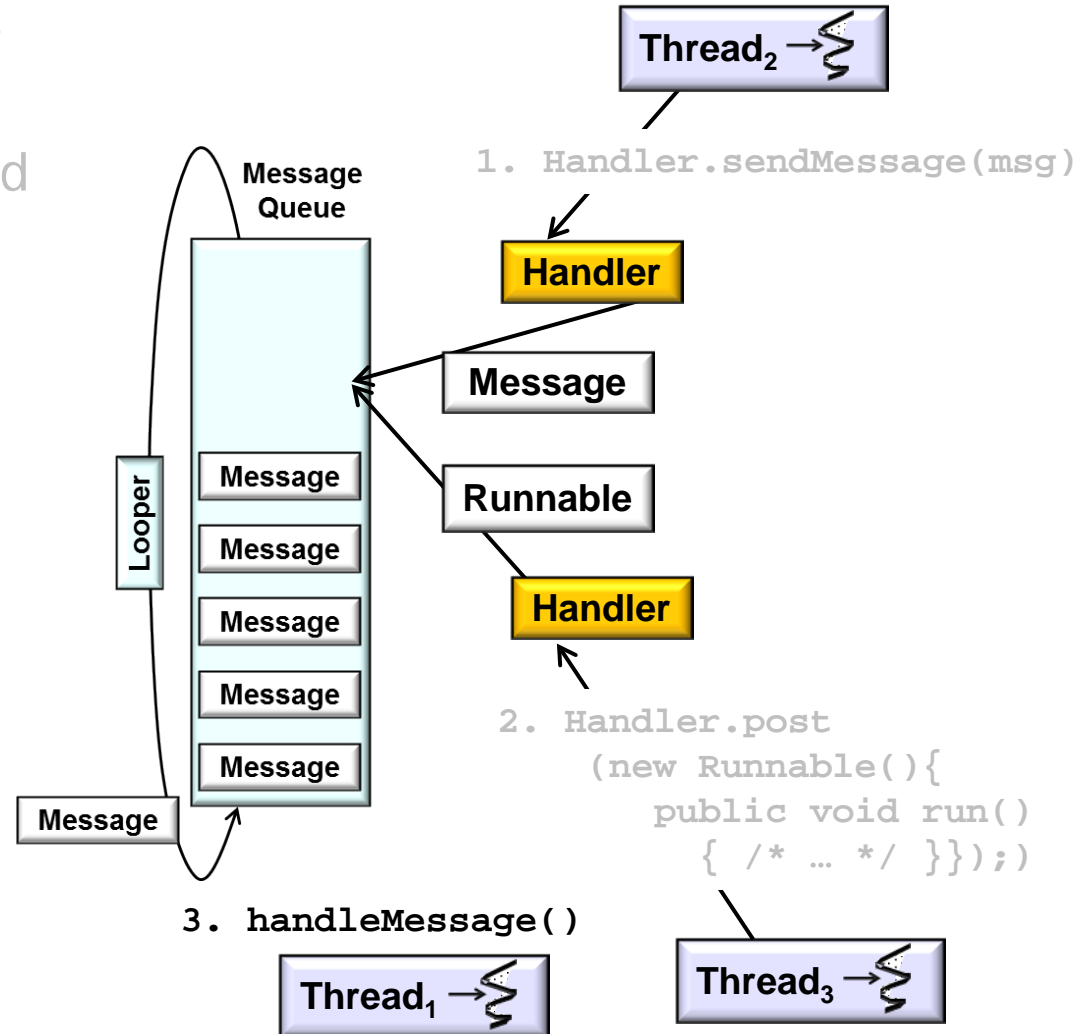 Thread2
d
1. Handler.sendMessage(msg)
Message
Queue
Handler
Message
Runnable
Handler
Looper
Message
Message
Message
Message
Message
Message
2. Handler.post
(new Runnable(){
public void run()
{ /* … */ }});)
3. handleMessage()
Thread1
Thread3